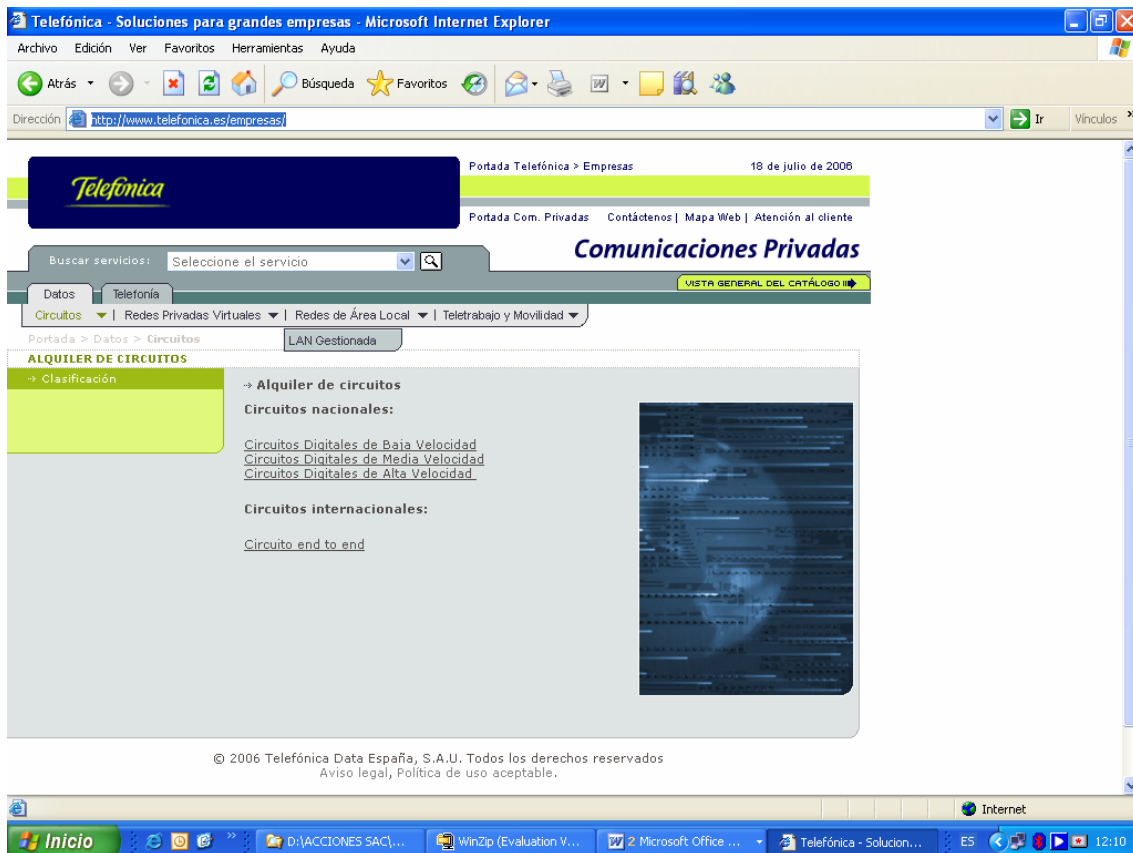 Telefónica - Soluciones para grandes empresas - Microsoft Internet Explorer
Archivo Edición Ver Favoritos Herramientas Ayuda
Atrás Búsqueda Favoritos
Dirección http://www.telefonica.es/empresas/ Ir Vínculos »
Portada Telefónica > Empresas 18 de julio de 2006
Telefónica
Portada Com. Privadas Contáctenos | Mapa Web | Atención al cliente
Comunicaciones Privadas
Buscar servicios: Seleccione el servicio
VISTA GENERAL DEL CATÁLOGO
Datos Telefonía
Circuitos | Redes Privadas Virtuales | Redes de Área Local | Teletrabajo y Movilidad
Portada > Datos > Circuitos
LAN Gestionada
ALQUILER DE CIRCUITOS
Clasificación
Alquiler de circuitos
Circuitos nacionales:
Circuitos Digitales de Baja Velocidad
Circuitos Digitales de Media Velocidad
Circuitos Digitales de Alta Velocidad
Circuitos internacionales:
Circuito end to end
© 2006 Telefónica Data España, S.A.U. Todos los derechos reservados
Aviso legal, Política de uso aceptable.
Internet
Inicio » D:\ACCIONES SAC\... WinZip (Evaluation V... 2 Microsoft Office ... Telefónica - Solucion... ES 12:10